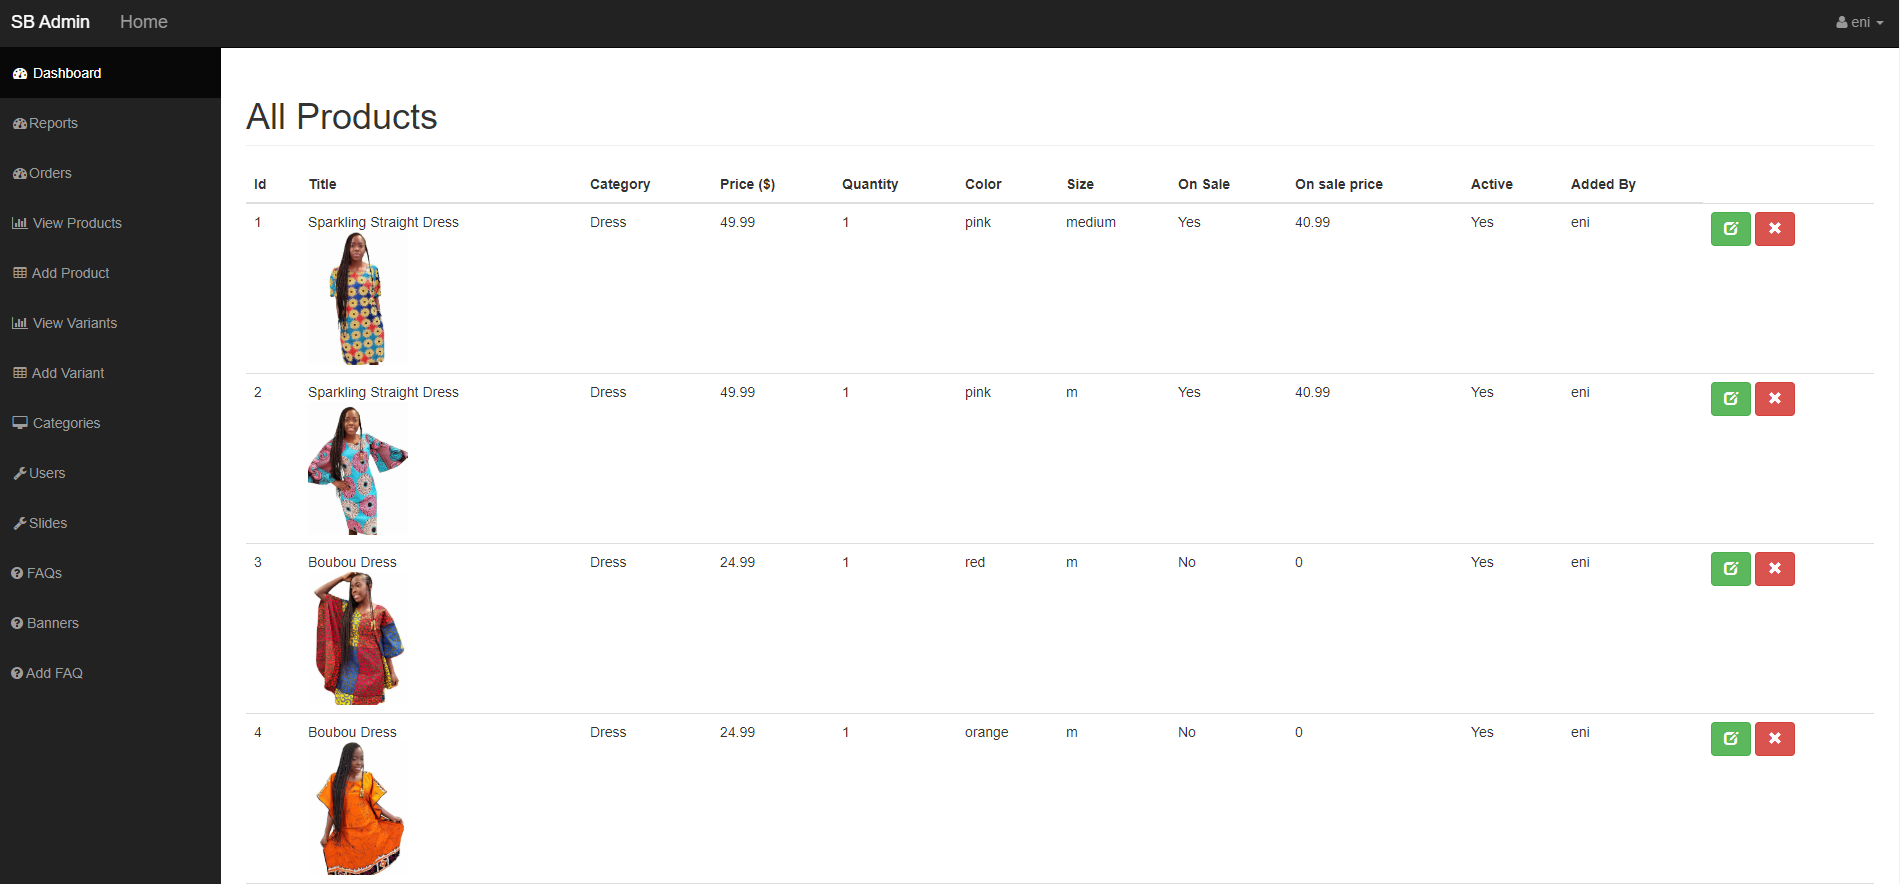 SB Admin Home eni
Dashboard
Reports
Orders
View Products
Add Product
View Variants
Add Variant
Categories
Users
Slides
FAQs
Banners
Add FAQ
All Products
Id Title Category Price ($) Quantity Color Size On Sale On sale price Active Added By
1 Sparkling Straight Dress Dress 49.99 1 pink medium Yes 40.99 Yes eni
2 Sparkling Straight Dress Dress 49.99 1 pink m Yes 40.99 Yes eni
3 Boubou Dress Dress 24.99 1 red m No 0 Yes eni
4 Boubou Dress Dress 24.99 1 orange m No 0 Yes eni